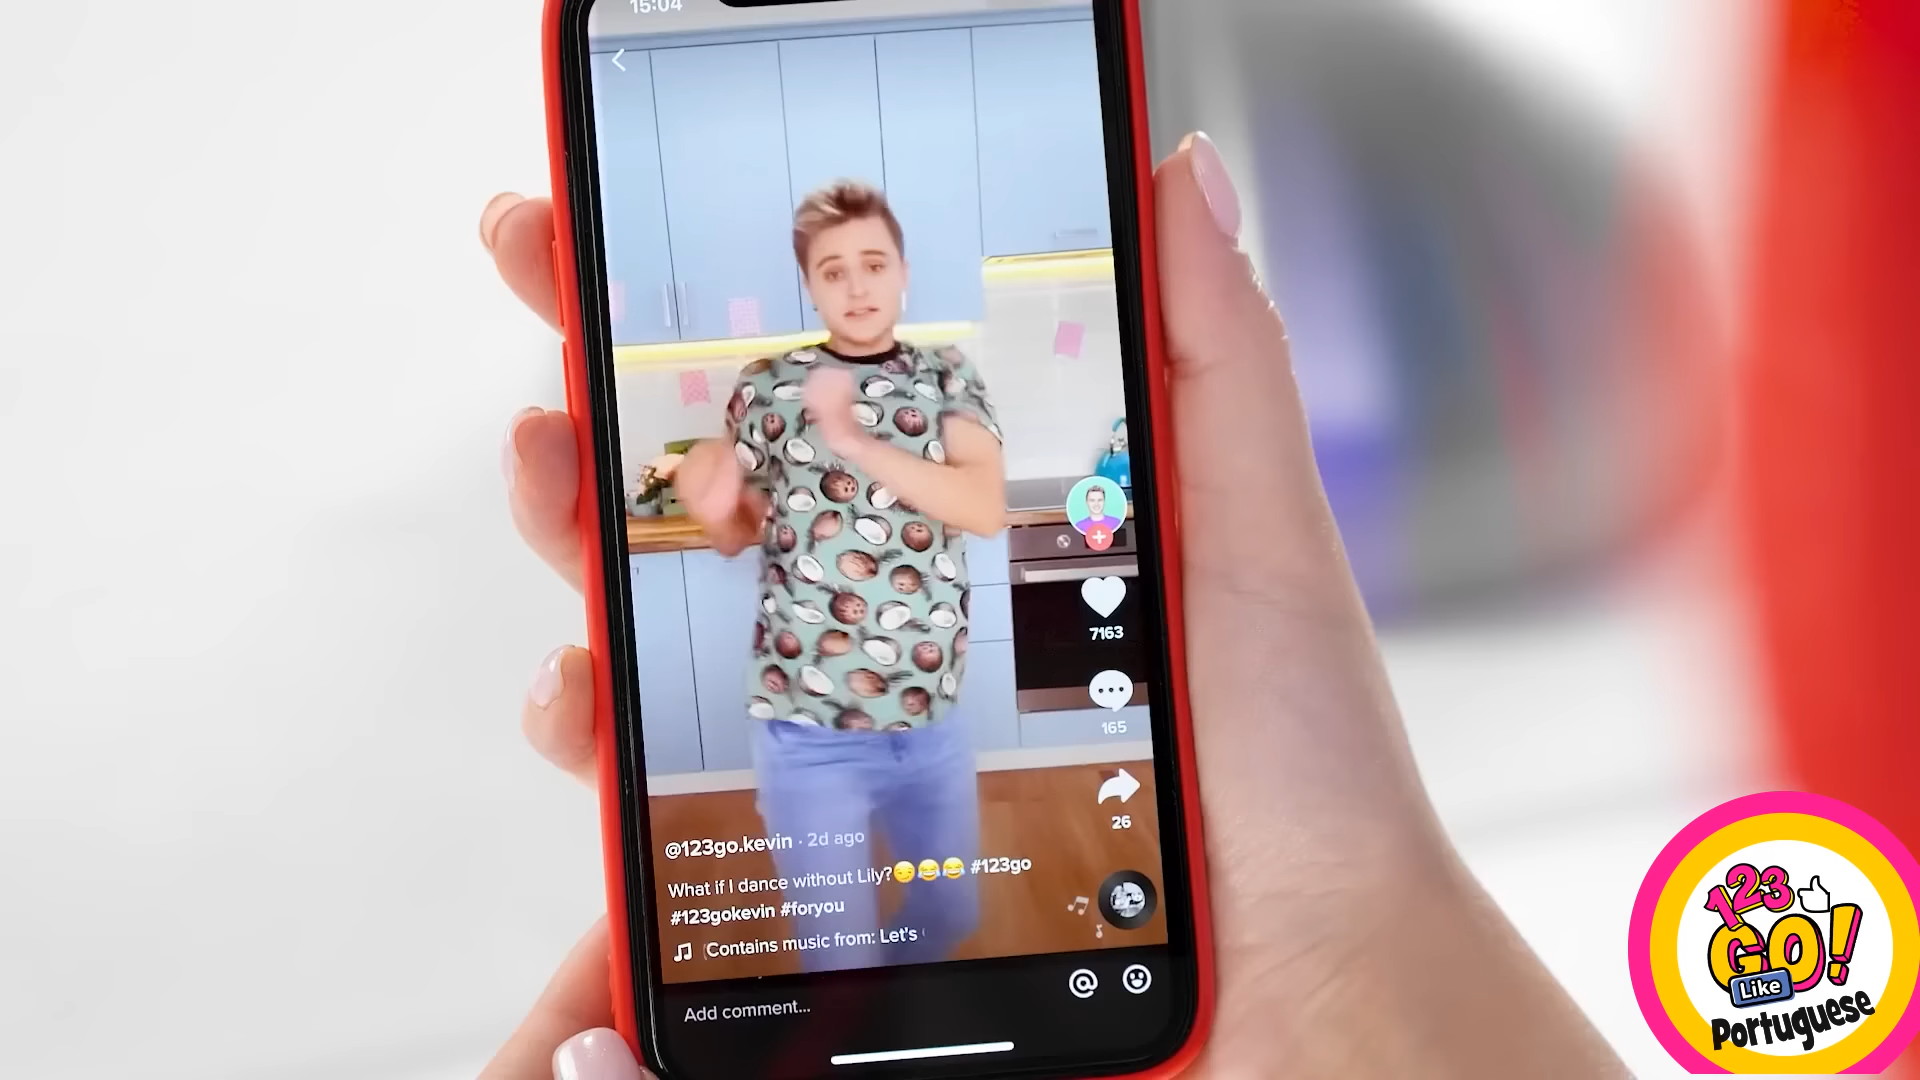 15:04
7163
165
26
@123go.kevin · 2d ago
What if I dance without Lily?😏😂😂 #123go
#123gokevin #foryou
(Contains music from: Let's
Add comment...
123
GO!
Like
Portuguese